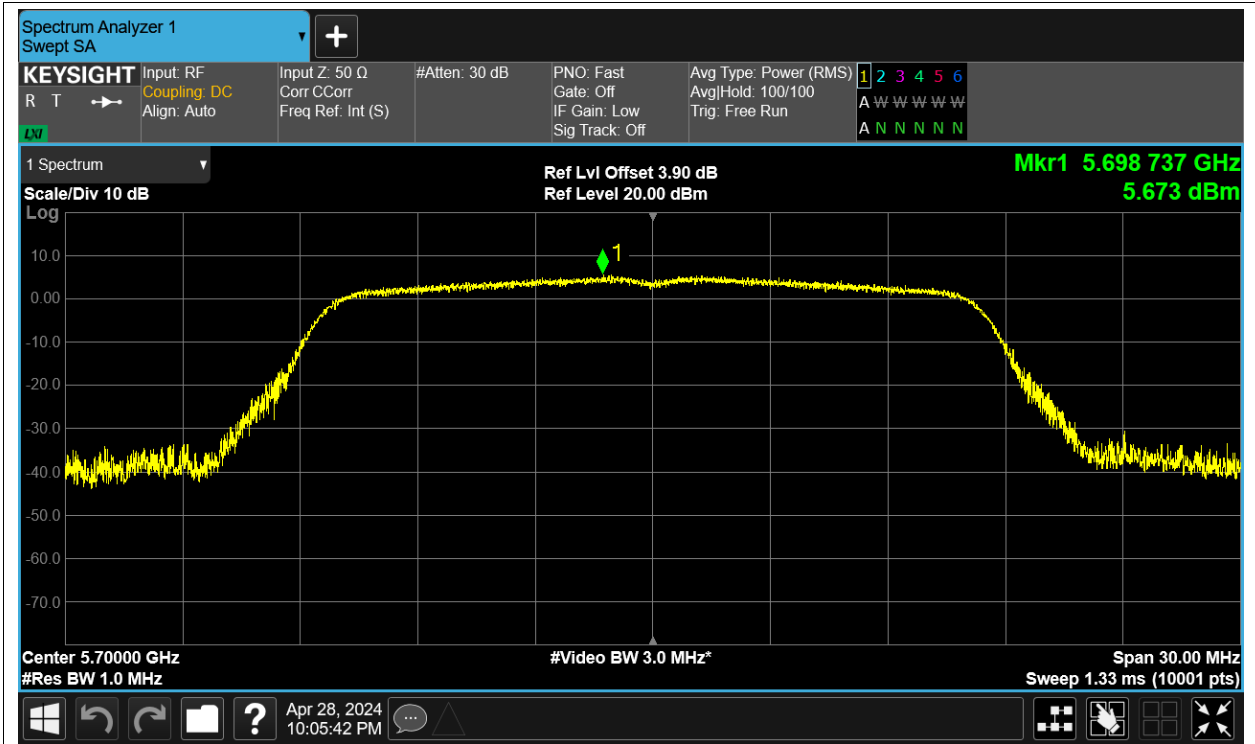 Spectrum Analyzer 1
Swept SA
KEYSIGHT
R T
LXI
Input: RF
Coupling: DC
Align: Auto
Input Z: 50 Ω
Corr CCorr
Freq Ref: Int (S)
#Atten: 30 dB
PNO: Fast
Gate: Off
IF Gain: Low
Sig Track: Off
Avg Type: Power (RMS)
Avg|Hold: 100/100
Trig: Free Run
1 2 3 4 5 6
A W W W W W
A N N N N N
1 Spectrum
Scale/Div 10 dB
Ref Lvl Offset 3.90 dB
Ref Level 20.00 dBm
Mkr1 5.698 737 GHz
5.673 dBm
Log
10.0
0.00
-10.0
-20.0
-30.0
-40.0
-50.0
-60.0
-70.0
1
Center 5.70000 GHz
#Res BW 1.0 MHz
#Video BW 3.0 MHz*
Span 30.00 MHz
Sweep 1.33 ms (10001 pts)
?
Apr 28, 2024
10:05:42 PM